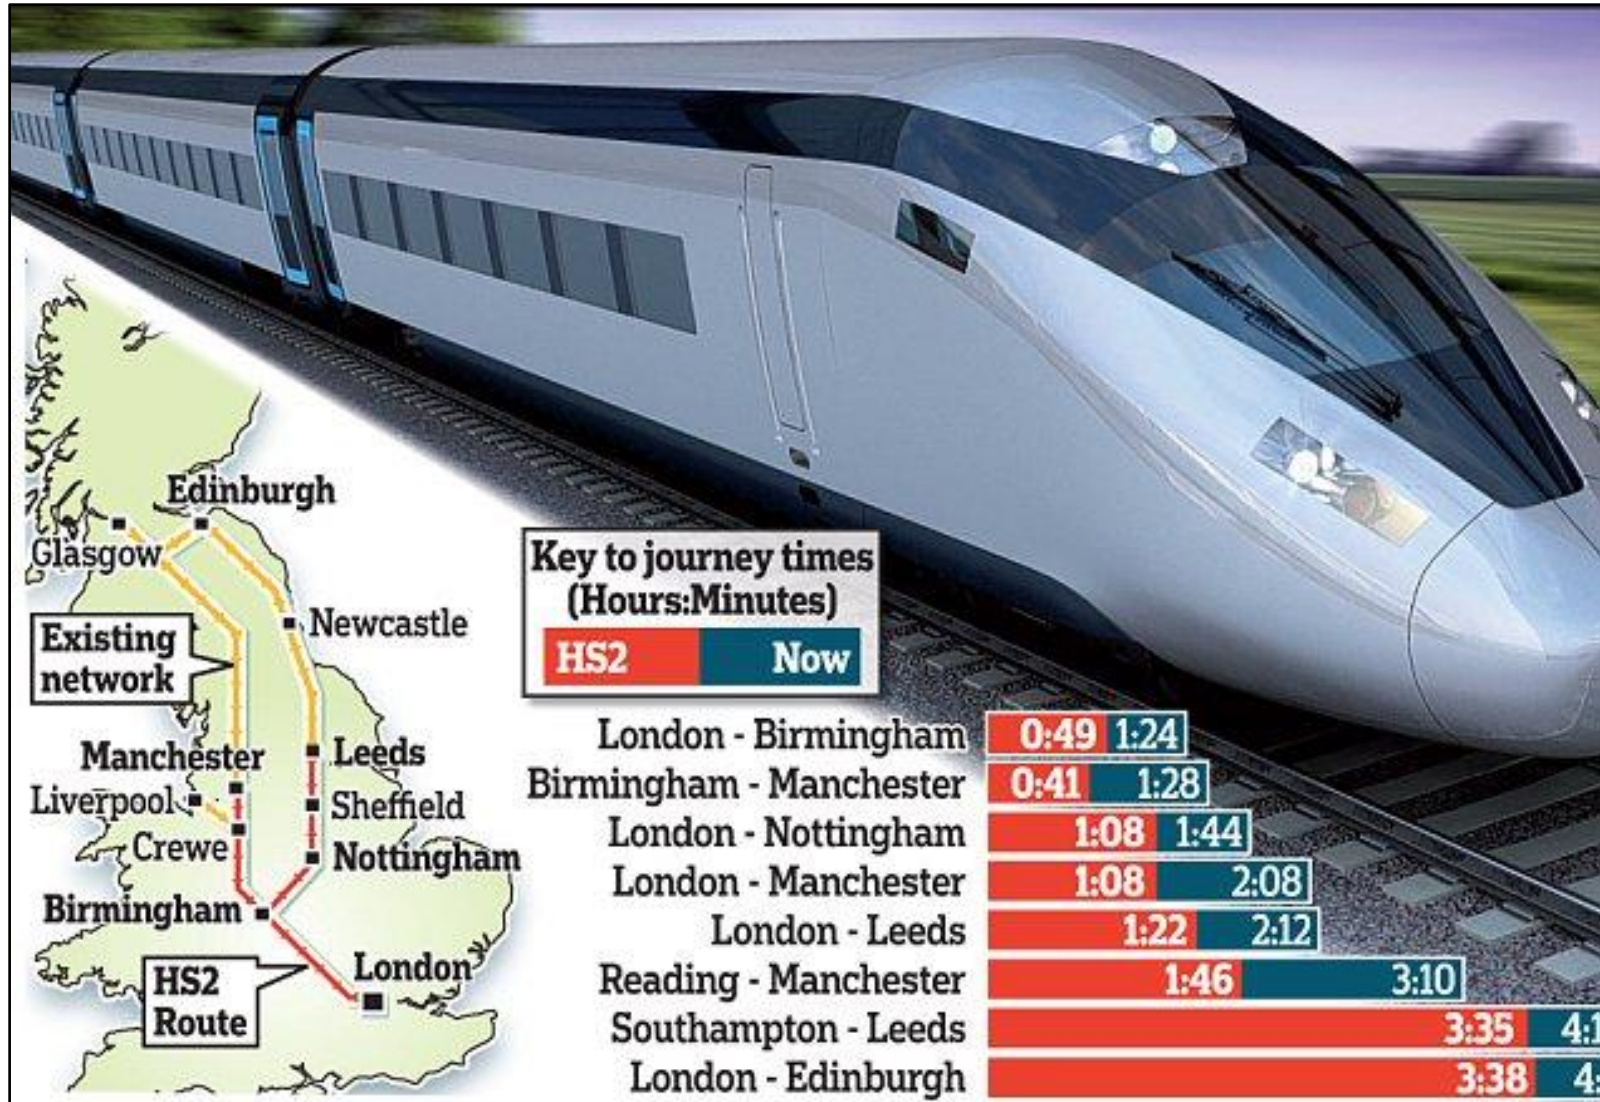 Edinburgh
Glasgow
Newcastle
Existing
network
Manchester
Leeds
Liverpool
Sheffield
Crewe
Nottingham
Birmingham
London
HS2
Route
Key to journey times
(Hours:Minutes)
HS2 Now
London - Birmingham 0:49 1:24
Birmingham - Manchester 0:41 1:28
London - Nottingham 1:08 1:44
London - Manchester 1:08 2:08
London - Leeds 1:22 2:12
Reading - Manchester 1:46 3:10
Southampton - Leeds 3:35
London - Edinburgh 3:38